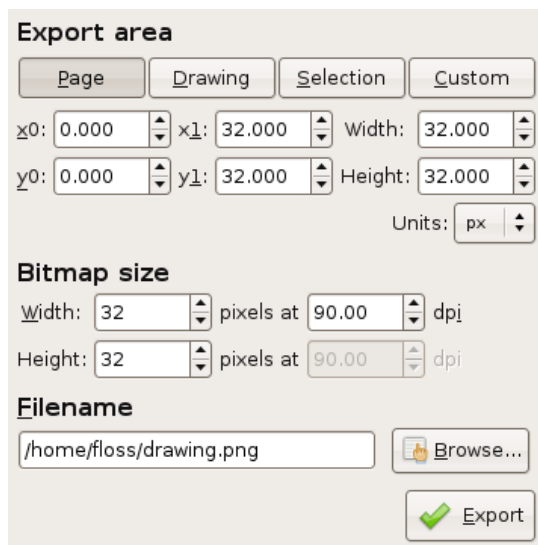 Export area
Page Drawing Selection Custom
x0: 0.000 x1: 32.000 Width: 32.000
y0: 0.000 y1: 32.000 Height: 32.000
Units: px
Bitmap size
Width: 32 pixels at 90.00 dpi
Height: 32 pixels at 90.00 dpi
Filename
/home/floss/drawing.png Browse...
Export